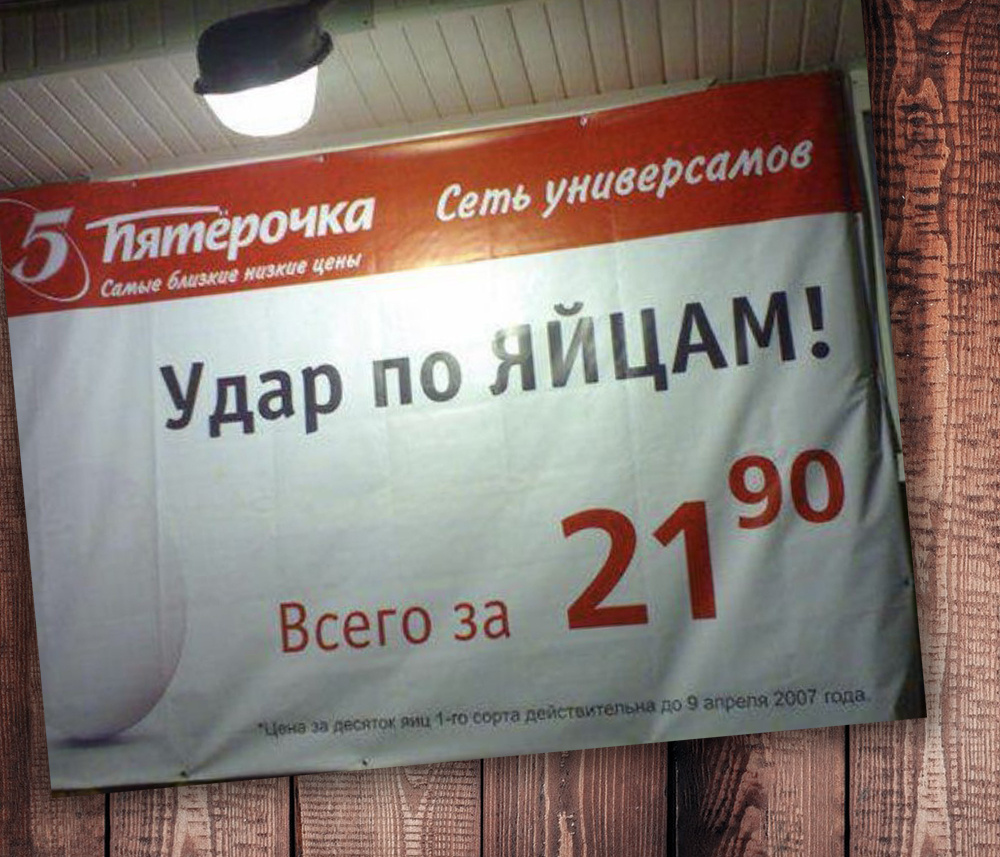 5 Пятёрочка Сеть универсамов
Самые близкие низкие цены
Удар по ЯЙЦАМ!
Всего за 21 90
*Цена за десяток яиц 1-го сорта действительна до 9 апреля 2007 года.